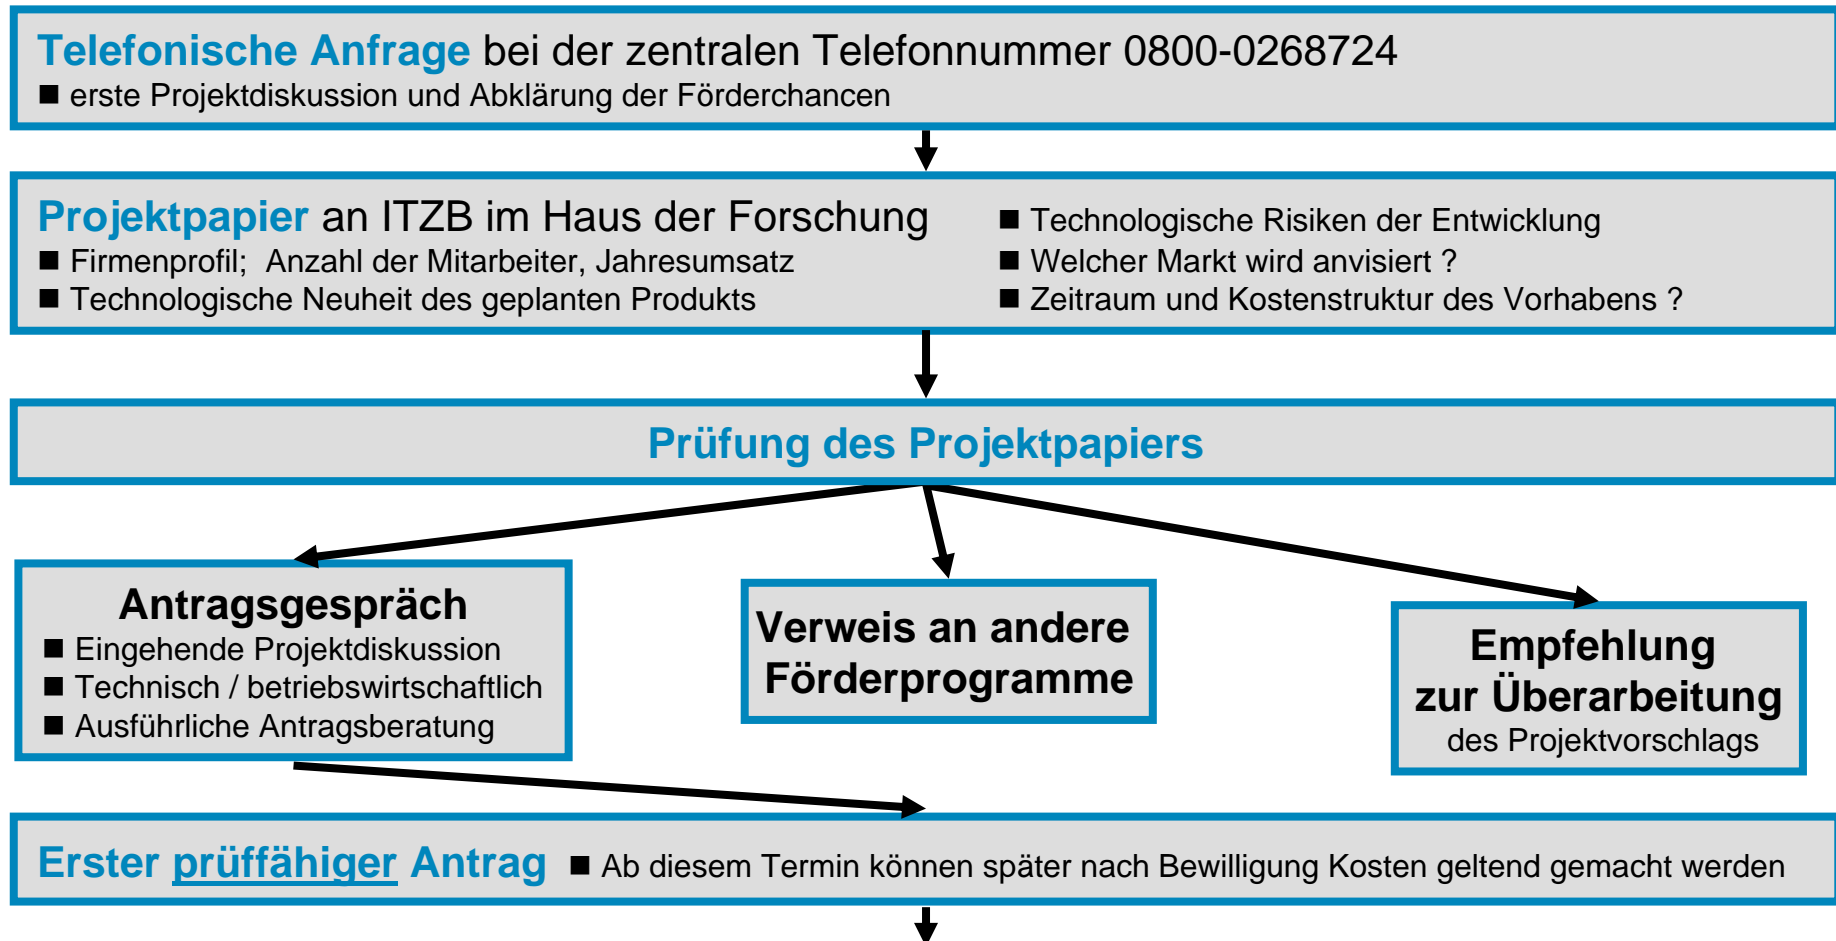 Telefonische Anfrage bei der zentralen Telefonnummer 0800-0268724
■ erste Projektdiskussion und Abklärung der Förderchancen
Projektpapier an ITZB im Haus der Forschung
■ Firmenprofil;  Anzahl der Mitarbeiter, Jahresumsatz
■ Technologische Neuheit des geplanten Produkts
■ Technologische Risiken der Entwicklung
■ Welcher Markt wird anvisiert ?
■ Zeitraum und Kostenstruktur des Vorhabens ?
Prüfung des Projektpapiers
Antragsgespräch
■ Eingehende Projektdiskussion
■ Technisch / betriebswirtschaftlich
■ Ausführliche Antragsberatung
Verweis an andere
Förderprogramme
Empfehlung
zur Überarbeitung
des Projektvorschlags
Erster prüffähiger Antrag ■ Ab diesem Termin können später nach Bewilligung Kosten geltend gemacht werden